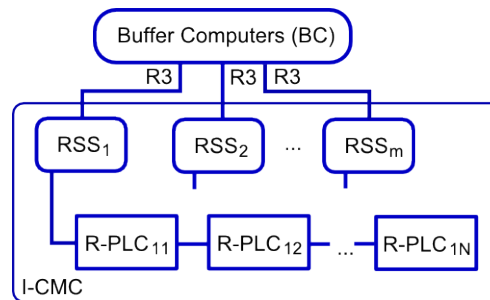 Buffer Computers (BC)
R3 R3 R3
RSS1 RSS2 ... RSSm
R-PLC11 R-PLC12 ... R-PLC1N
I-CMC